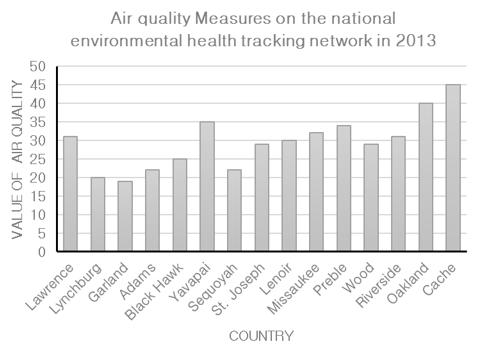 Air quality Measures on the national
environmental health tracking network in 2013
VALUE OF AIR QUALITY
50
45
40
35
30
25
20
15
10
5
0
Lawrence
Lynchburg
Garland
Adams
Black Hawk
Yavapai
Sequoyah
St. Joseph
Lenoir
Missaukee
Preble
Wood
Riverside
Oakland
Cache
COUNTRY